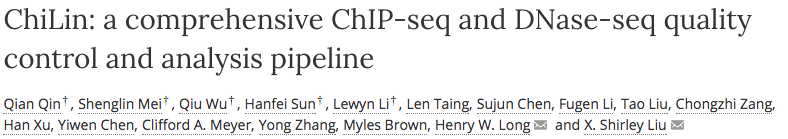 ChiLin: a comprehensive ChIP-seq and DNase-seq quality
control and analysis pipeline
Qian Qin†, Shenglin Mei†, Qiu Wu†, Hanfei Sun†, Lewyn Li†, Len Taing, Sujun Chen, Fugen Li, Tao Liu, Chongzhi Zang,
Han Xu, Yiwen Chen, Clifford A. Meyer, Yong Zhang, Myles Brown, Henry W. Long and X. Shirley Liu